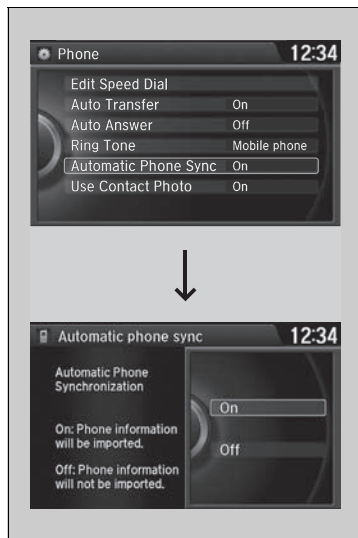 Phone 12:34
Edit Speed Dial
Auto Transfer On
Auto Answer Off
Ring Tone Mobile phone
Automatic Phone Sync On
Use Contact Photo On
Automatic phone sync 12:34
Automatic Phone
Synchronization
On: Phone information
will be imported.
Off: Phone information
will not be imported.
On
Off